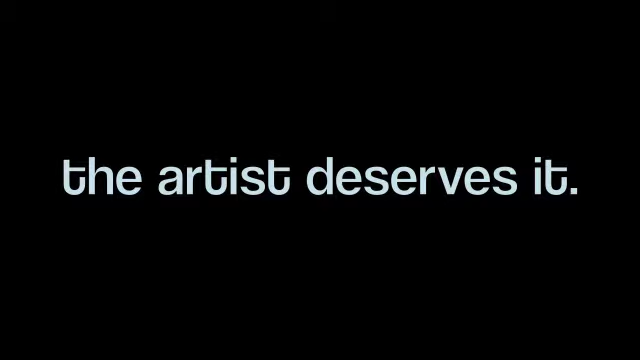 the artist deserves it.